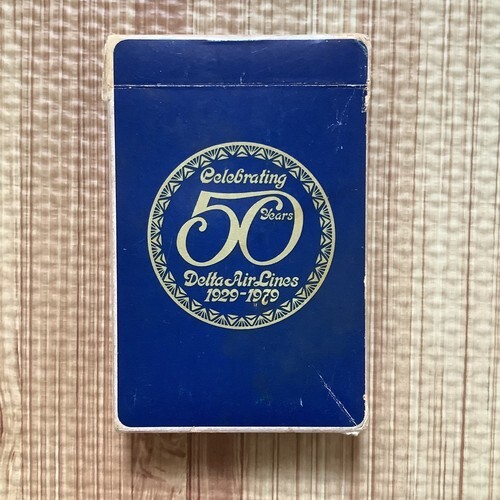 Celebrating
50 Years
Delta Air Lines
1929-1979